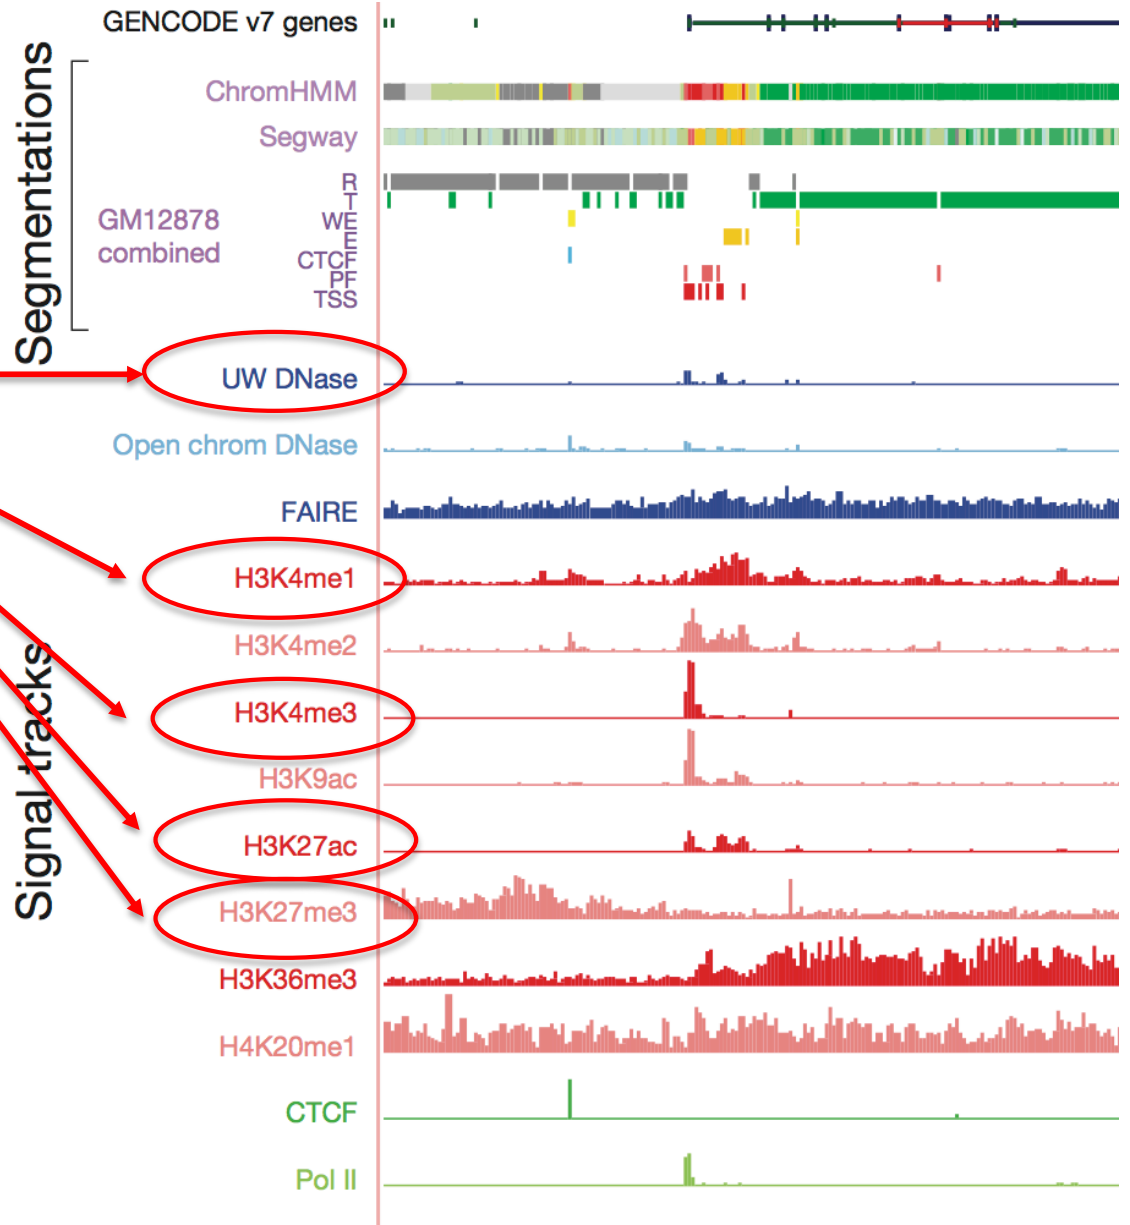 GENCODE v7 genes
Segmentations
ChromHMM
Segway
GM12878
combined
R
T
WE
E
CTCF
PF
TSS
Signal tracks
UW DNase
Open chrom DNase
FAIRE
H3K4me1
H3K4me2
H3K4me3
H3K9ac
H3K27ac
H3K27me3
H3K36me3
H4K20me1
CTCF
Pol II